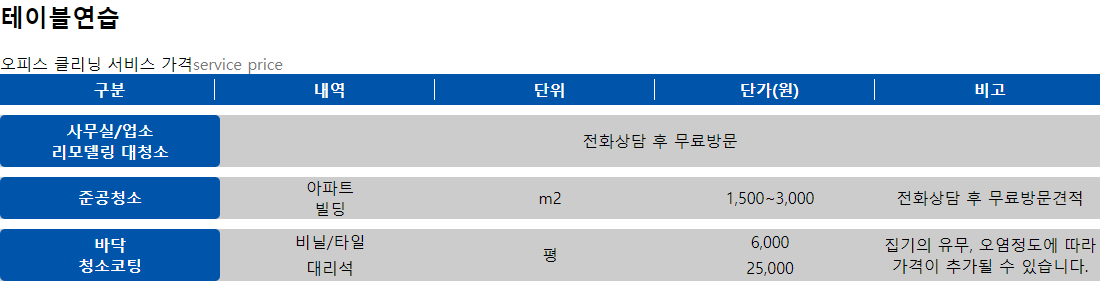 테이블연습
오피스 클리닝 서비스 가격service price
구분 내역 단위 단가(원) 비고
사무실/업소
리모델링 대청소
전화상담 후 무료방문
준공청소
아파트
빌딩
m2
1,500~3,000
전화상담 후 무료방문견적
바닥
청소코팅
비닐/타일
대리석
평
6,000
25,000
집기의 유무, 오염정도에 따라
가격이 추가될 수 있습니다.